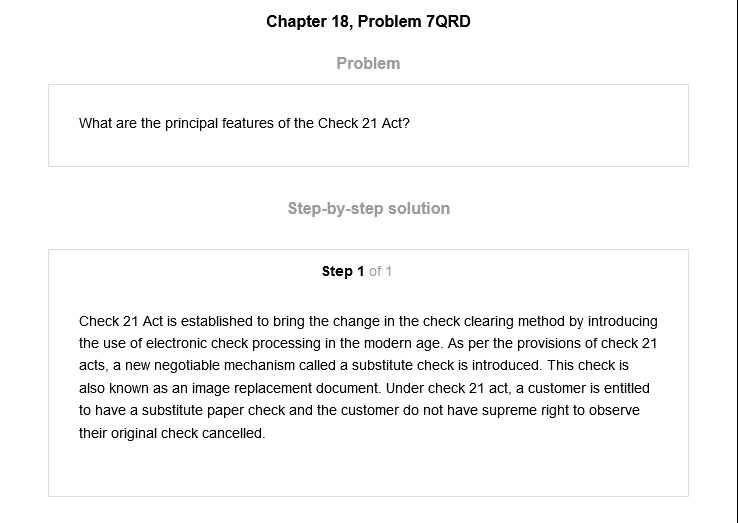 Chapter 18, Problem 7QRD
Problem
What are the principal features of the Check 21 Act?
Step-by-step solution
Step 1 of 1
Check 21 Act is established to bring the change in the check clearing method by introducing
the use of electronic check processing in the modern age. As per the provisions of check 21
acts, a new negotiable mechanism called a substitute check is introduced. This check is
also known as an image replacement document. Under check 21 act, a customer is entitled
to have a substitute paper check and the customer do not have supreme right to observe
their original check cancelled.